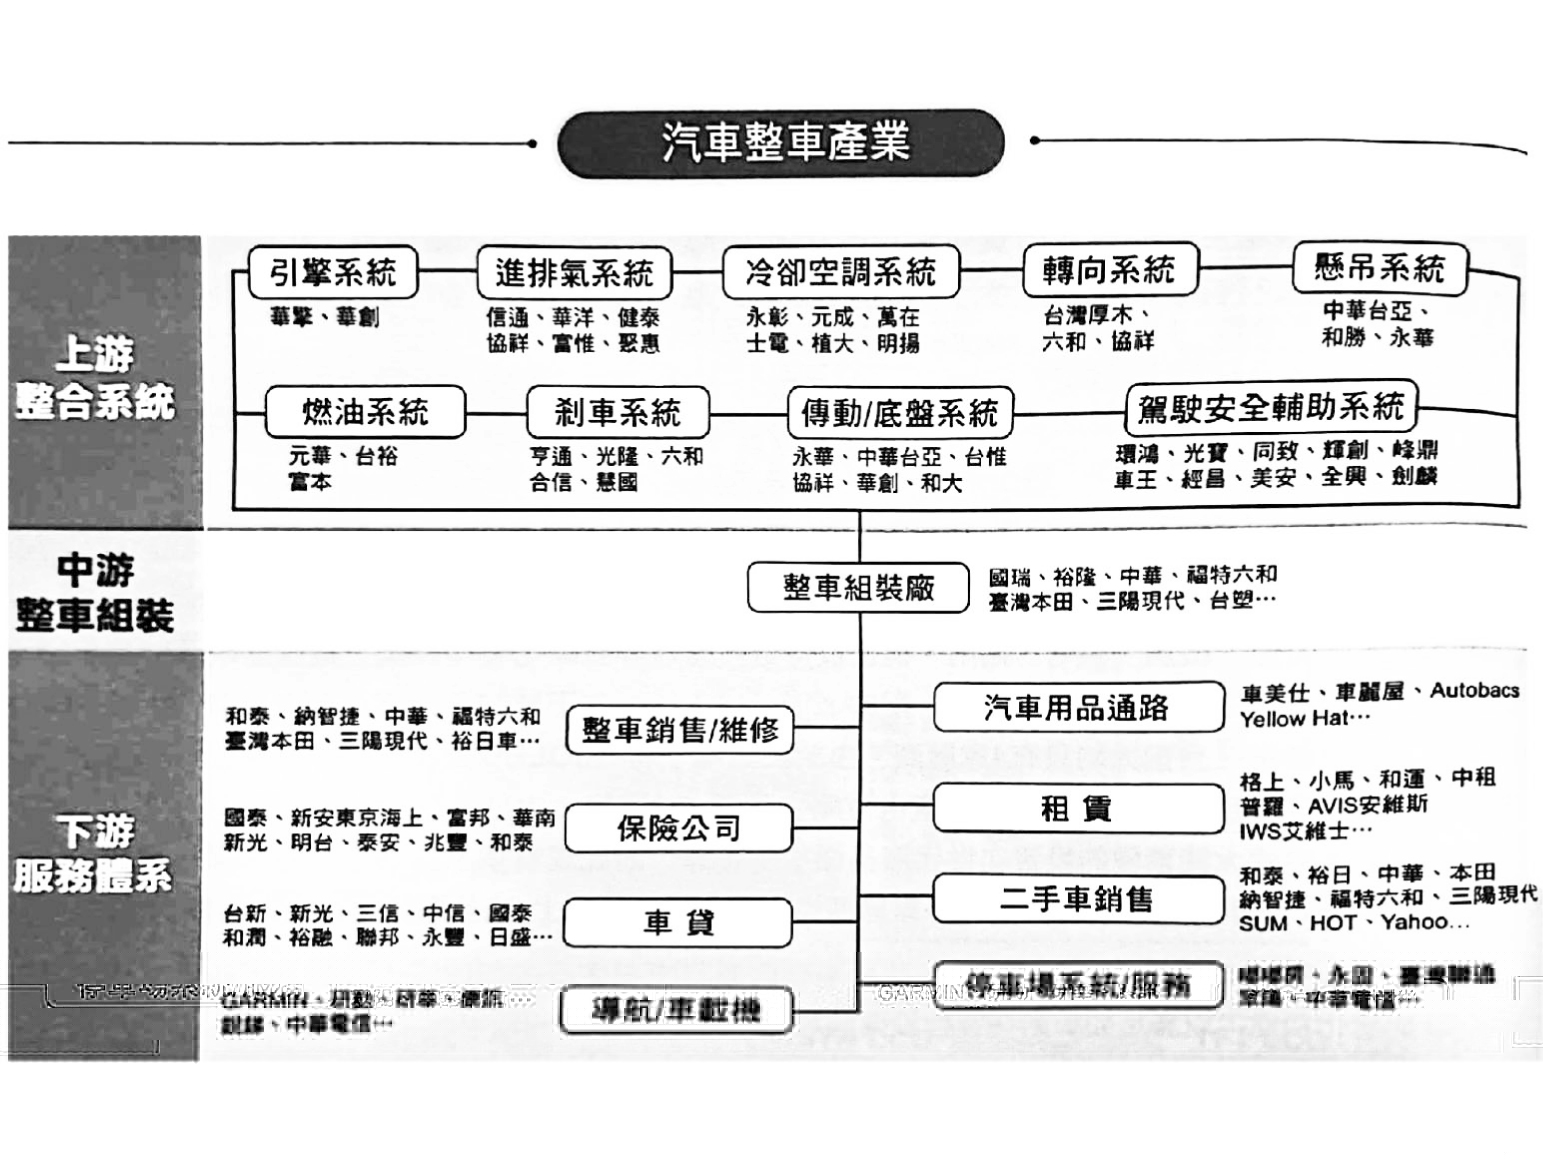 汽車整車產業
上游
整合系統
引擎系統
華擎、華創
進排氣系統
信通、華洋、健泰
協祥、富惟、聚惠
冷卻空調系統
永彰、元成、萬在
士電、植大、明揚
轉向系統
台灣厚木、
六和、協祥
懸吊系統
中華台亞、
和勝、永華
燃油系統
元華、台裕
富本
剎車系統
亨通、光隆、六和
合信、慧國
傳動/底盤系統
永華、中華台亞、台惟
協祥、華創、和大
駕駛安全輔助系統
環鴻、光寶、同致、輝創、峰鼎
車王、經昌、美安、全興、劍麟
中游
整車組裝
整車組裝廠
國瑞、裕隆、中華、福特六和
臺灣本田、三陽現代、台塑…
下游
服務體系
和泰、納智捷、中華、福特六和
臺灣本田、三陽現代、裕日車…
整車銷售/維修
國泰、新安東京海上、富邦、華南
新光、明台、泰安、兆豐、和泰
保險公司
台新、新光、三信、中信、國泰
和潤、裕融、聯邦、永豐、日盛…
車貸
GARMIN、研勤、研華、
中華電信…
導航/車載機
汽車用品通路
車美仕、車麗屋、Autobacs
Yellow Hat…
租賃
格上、小馬、和運、中租
普羅、AVIS安維斯
IWS艾維士…
二手車銷售
和泰、裕日、中華、本田
納智捷、福特六和、三陽現代
SUM、HOT、Yahoo…
停車場系統/服務
嘟嘟房、永固、臺灣聯通
中華電信…